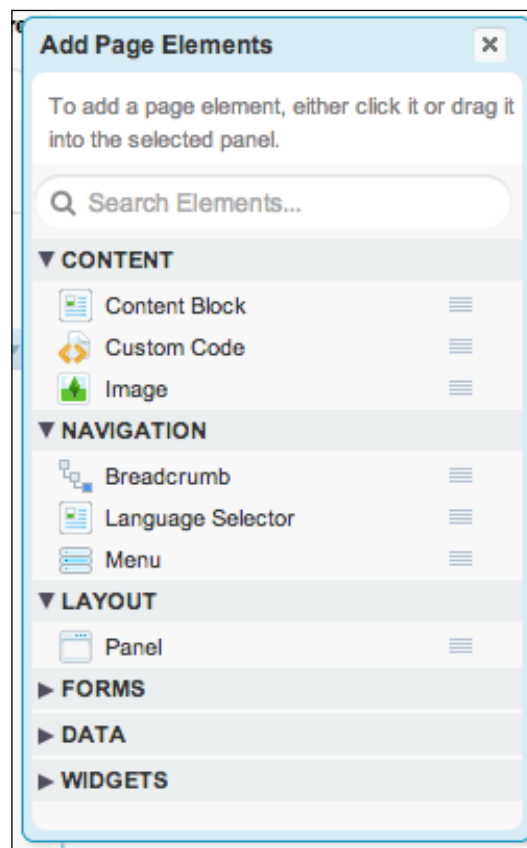 Add Page Elements
To add a page element, either click it or drag it
into the selected panel.
Search Elements...
CONTENT
Content Block
Custom Code
Image
NAVIGATION
Breadcrumb
Language Selector
Menu
LAYOUT
Panel
FORMS
DATA
WIDGETS